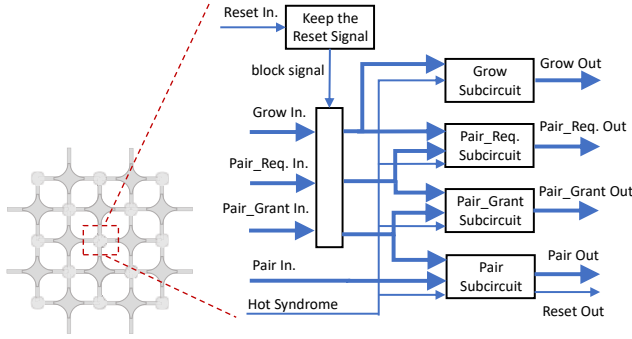 Reset In.
Keep the
Reset Signal
block signal
Grow In.
Pair_Req. In.
Pair_Grant In.
Pair In.
Hot Syndrome
Grow
Subcircuit
Grow Out
Pair_Req.
Subcircuit
Pair_Req. Out
Pair_Grant
Subcircuit
Pair_Grant Out
Pair
Subcircuit
Pair Out
Reset Out